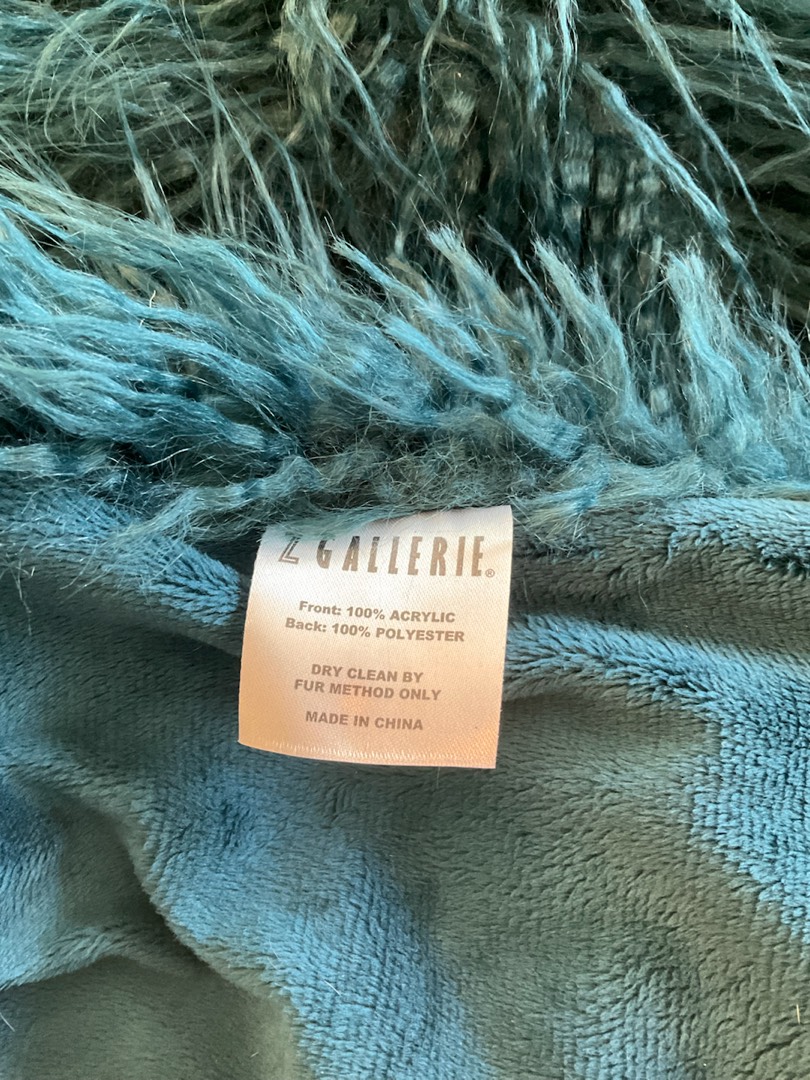 Z GALLERIE®
Front: 100% ACRYLIC
Back: 100% POLYESTER
DRY CLEAN BY
FUR METHOD ONLY
MADE IN CHINA